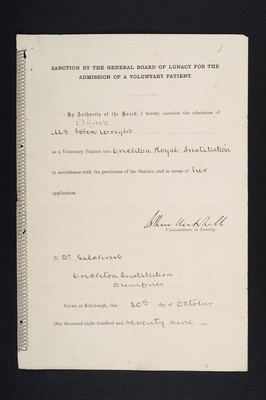 SANCTION BY THE GENERAL BOARD OF LUNACY FOR THE
ADMISSION OF A VOLUNTARY PATIENT.
By Authority of the Board, I hereby sanction the admission of
Mrs John Wright
as a Voluntary Patient into Crichton Royal Institution
in accordance with the provisions of the Statute, and in terms of her
application.
Commissioner in Lunacy.
To Dr Gilchrist
Crichton Institution
Dumfries
Given at Edinburgh, this 20th day of October
One thousand eight hundred and Seventy nine